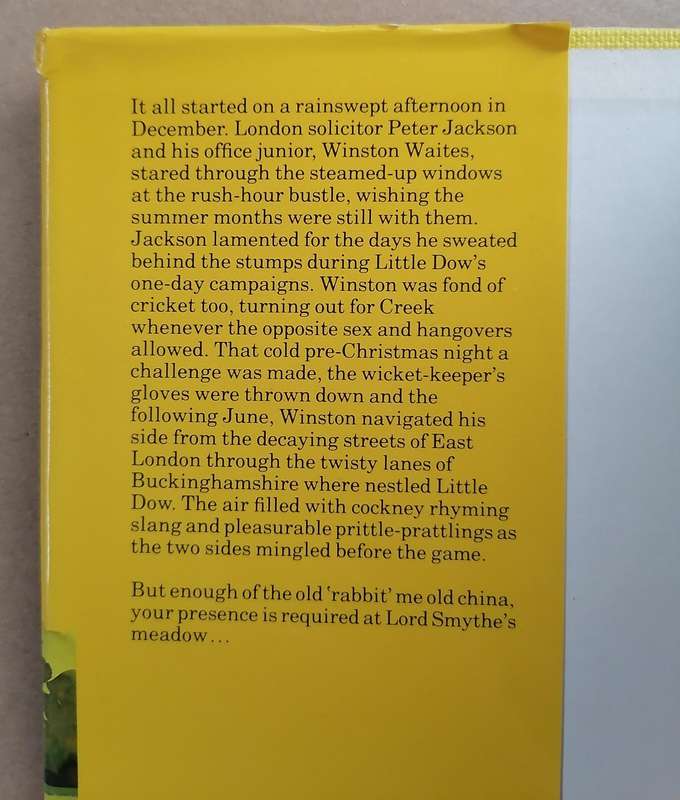 It all started on a rainswept afternoon in
December. London solicitor Peter Jackson
and his office junior, Winston Waites,
stared through the steamed-up windows
at the rush-hour bustle, wishing the
summer months were still with them.
Jackson lamented for the days he sweated
behind the stumps during Little Dow's
one-day campaigns. Winston was fond of
cricket too, turning out for Creek
whenever the opposite sex and hangovers
allowed. That cold pre-Christmas night a
challenge was made, the wicket-keeper's
gloves were thrown down and the
following June, Winston navigated his
side from the decaying streets of East
London through the twisty lanes of
Buckinghamshire where nestled Little
Dow. The air filled with cockney rhyming
slang and pleasurable prittle-prattlings as
the two sides mingled before the game.

But enough of the old 'rabbit' me old china,
your presence is required at Lord Smythe's
meadow...